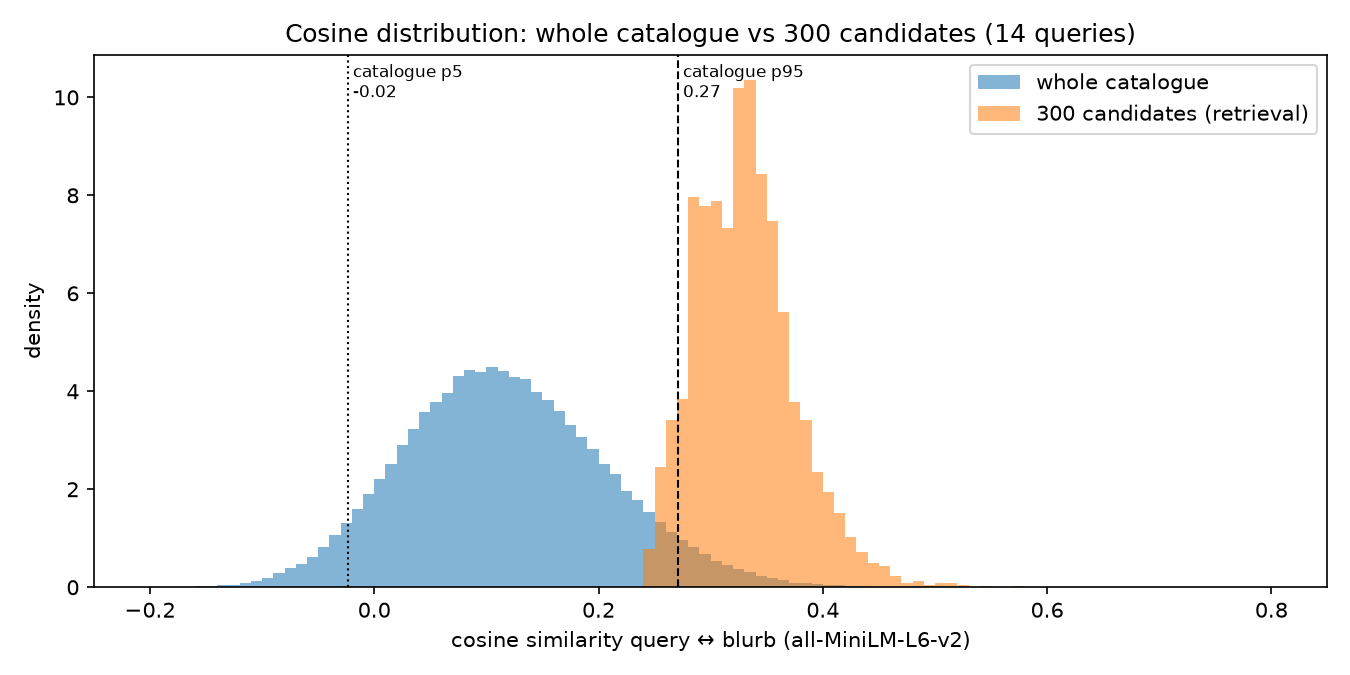 Cosine distribution: whole catalogue vs 300 candidates (14 queries)
catalogue p5
-0.02
catalogue p95
0.27
whole catalogue
300 candidates (retrieval)
density
10
8
6
4
2
0
−0.2
0.0
0.2
0.4
0.6
0.8
cosine similarity query ↔ blurb (all-MiniLM-L6-v2)